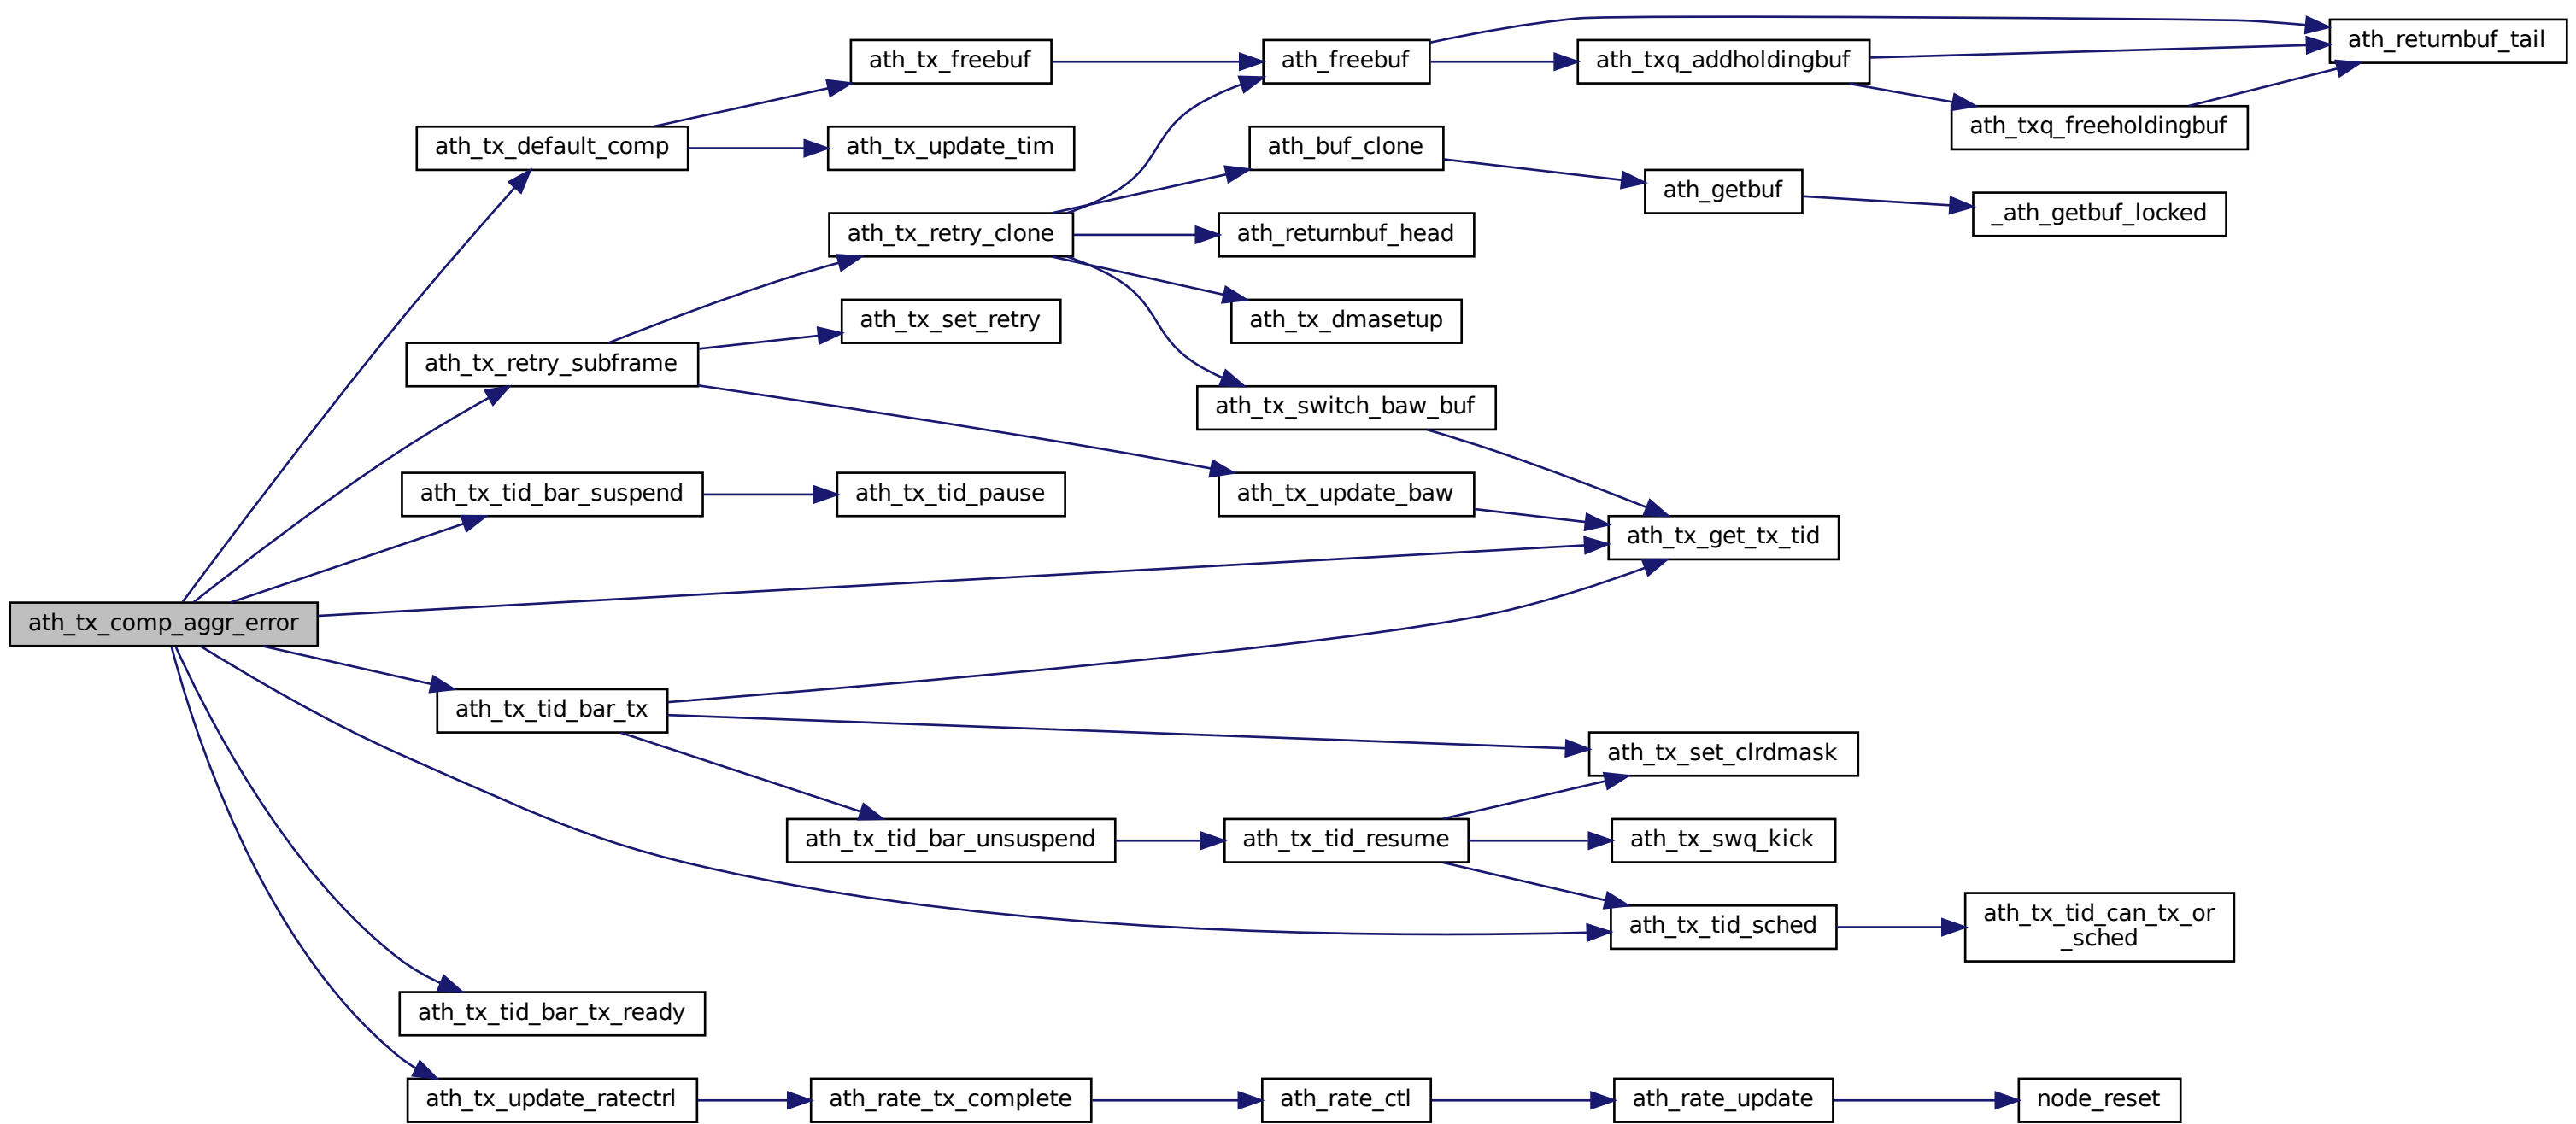 ath_returnbuf_tail
ath_tx_freebuf
ath_freebuf
ath_txq_addholdingbuf
ath_txq_freeholdingbuf
ath_tx_default_comp
ath_tx_update_tim
ath_buf_clone
ath_getbuf
_ath_getbuf_locked
ath_tx_retry_clone
ath_returnbuf_head
ath_tx_set_retry
ath_tx_dmasetup
ath_tx_retry_subframe
ath_tx_switch_baw_buf
ath_tx_tid_bar_suspend
ath_tx_tid_pause
ath_tx_update_baw
ath_tx_get_tx_tid
ath_tx_comp_aggr_error
ath_tx_tid_bar_tx
ath_tx_set_clrdmask
ath_tx_tid_bar_unsuspend
ath_tx_tid_resume
ath_tx_swq_kick
ath_tx_tid_sched
ath_tx_tid_can_tx_or
_sched
ath_tx_tid_bar_tx_ready
ath_tx_update_ratectrl
ath_rate_tx_complete
ath_rate_ctl
ath_rate_update
node_reset